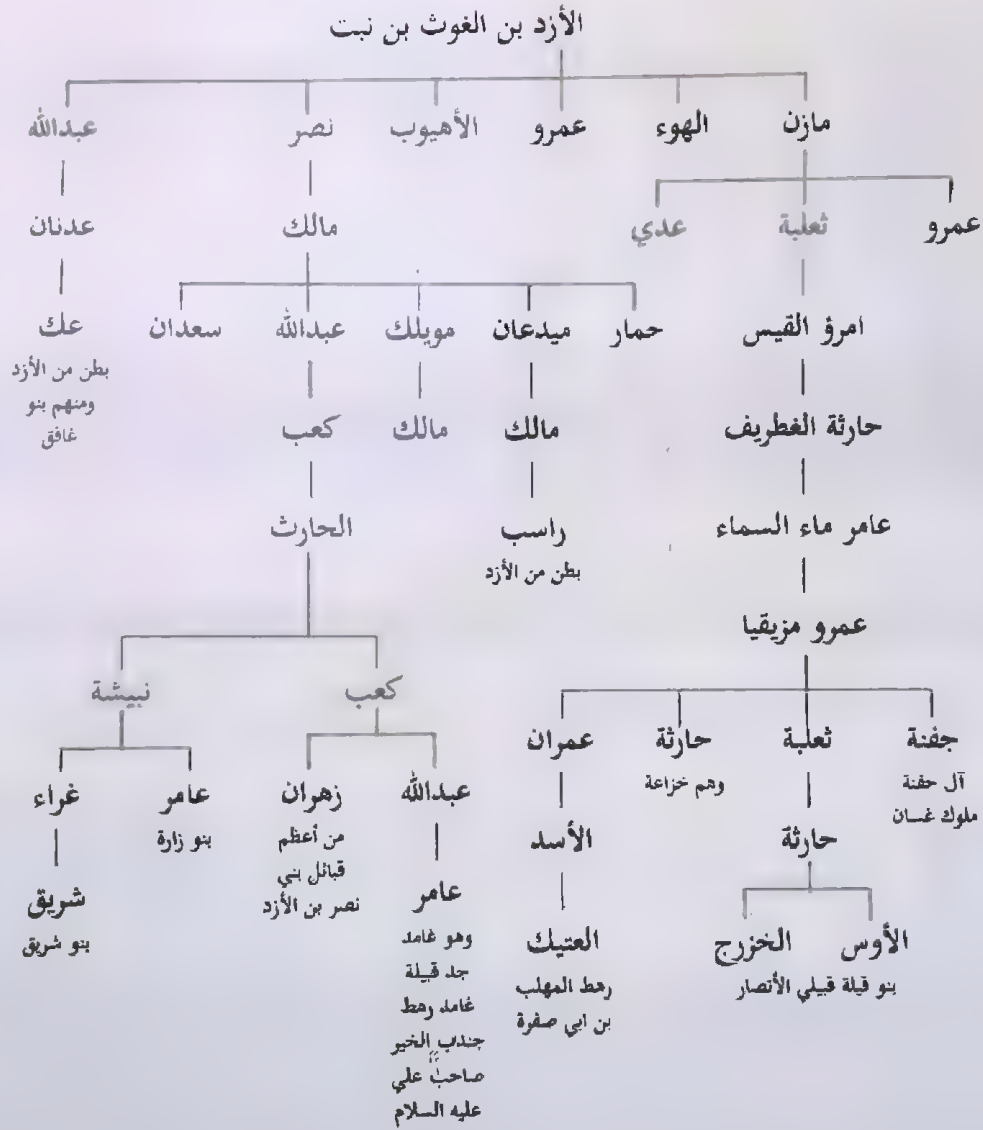 الأزد بن الغوث بن نبت
مازن الهوء عمرو الأهيوب نصر عبدالله
عمرو ثعلبة عدي مالك عدنان
امرؤ القيس حمار ميدعان مويلك عبدالله سعدان عك
بطن من الأزد
ومنهم بنو
غافق
حارثة الغطريف مالك مالك كعب
عامر ماء السماء راسب الحارث
بطن من الأزد
عمرو مزيقيا
كعب نبيشة
جفنة ثعلبة حارثة عمران
آل حفنة
ملوك غسان
وهم خزاعة
عبدالله زهران عامر غراء
من أعظم
قبائل بني
نصر بن الأزد
بنو زارة
حارثة الأسد
عامر شريق
وهو غامد
جد قبيلة
غامد رهط
جندب الخير
صاحب علي
عليه السلام
بنو شريق
الأوس الخزرج العتيك
بنو قيلة قبيلي الأنصار
رهط المهلب
بن ابي صفرة